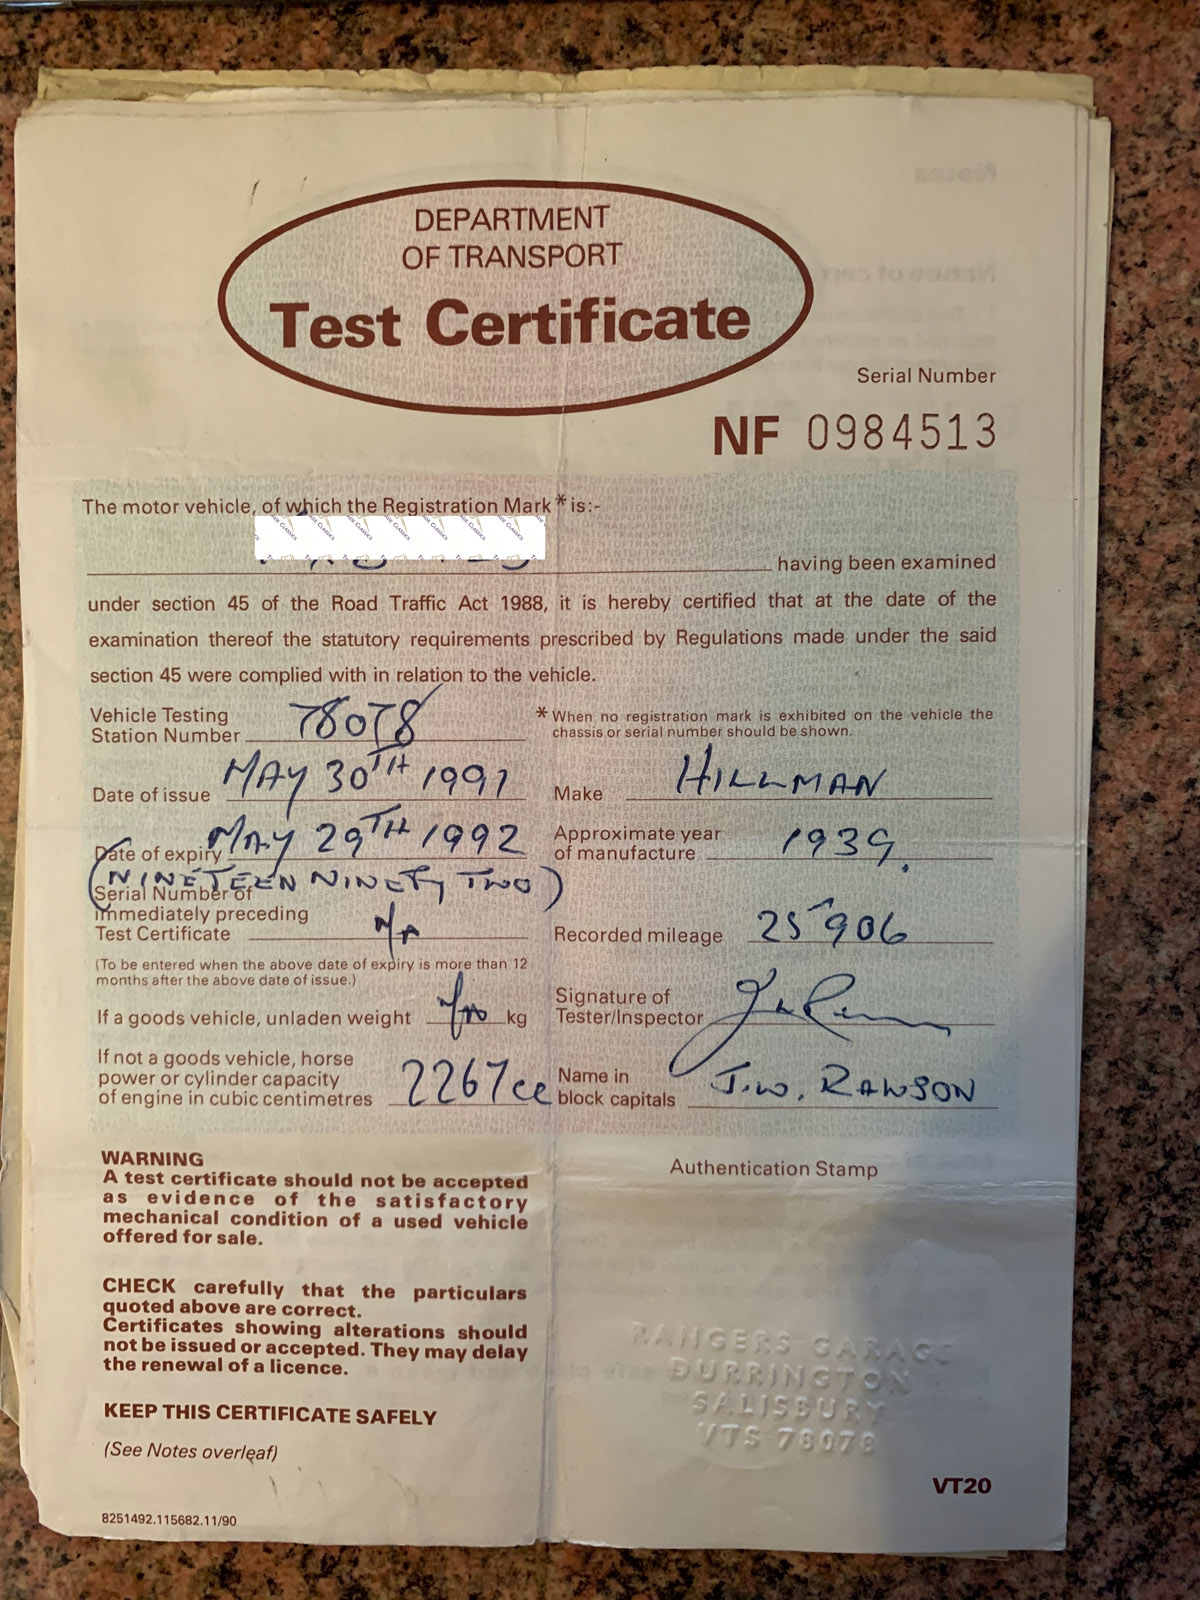 DEPARTMENT
OF TRANSPORT
Test Certificate
Serial Number
NF 0984513
The motor vehicle, of which the Registration Mark * is:-
having been examined
under section 45 of the Road Traffic Act 1988, it is hereby certified that at the date of the
examination thereof the statutory requirements prescribed by Regulations made under the said
section 45 were complied with in relation to the vehicle.
Vehicle Testing
Station Number 78078
* When no registration mark is exhibited on the vehicle the
chassis or serial number should be shown.
Date of issue MAY 30TH 1991
Make HILLMAN
Date of expiry MAY 29TH 1992
(NINETEEN NINETY TWO)
Approximate year
of manufacture 1939.
Serial Number of
immediately preceding
Test Certificate N/A
Recorded mileage 25906
(To be entered when the above date of expiry is more than 12
months after the above date of issue.)
If a goods vehicle, unladen weight N/A kg
Signature of
Tester/Inspector
If not a goods vehicle, horse
power or cylinder capacity
of engine in cubic centimetres 2267cc
Name in
block capitals J.W. RAWSON
WARNING
A test certificate should not be accepted
as evidence of the satisfactory
mechanical condition of a used vehicle
offered for sale.
Authentication Stamp
CHECK carefully that the particulars
quoted above are correct.
Certificates showing alterations should
not be issued or accepted. They may delay
the renewal of a licence.
RANGERS GARAGE
DURRINGTON
SALISBURY
VTS 78078
KEEP THIS CERTIFICATE SAFELY
(See Notes overleaf)
VT20
8251492.115682.11/90